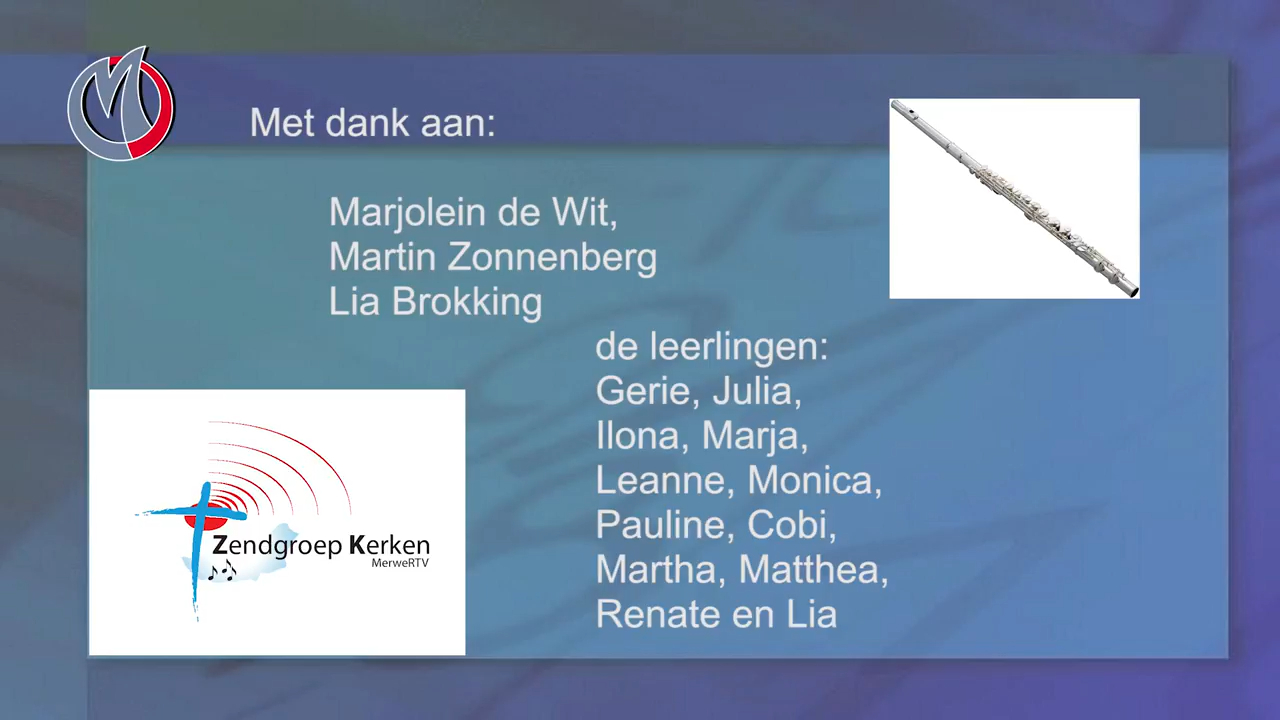 Met dank aan:
Marjolein de Wit,
Martin Zonnenberg
Lia Brokking
de leerlingen:
Gerie, Julia,
Ilona, Marja,
Leanne, Monica,
Pauline, Cobi,
Martha, Matthea,
Renate en Lia
Zendgroep Kerken
MerweRTV